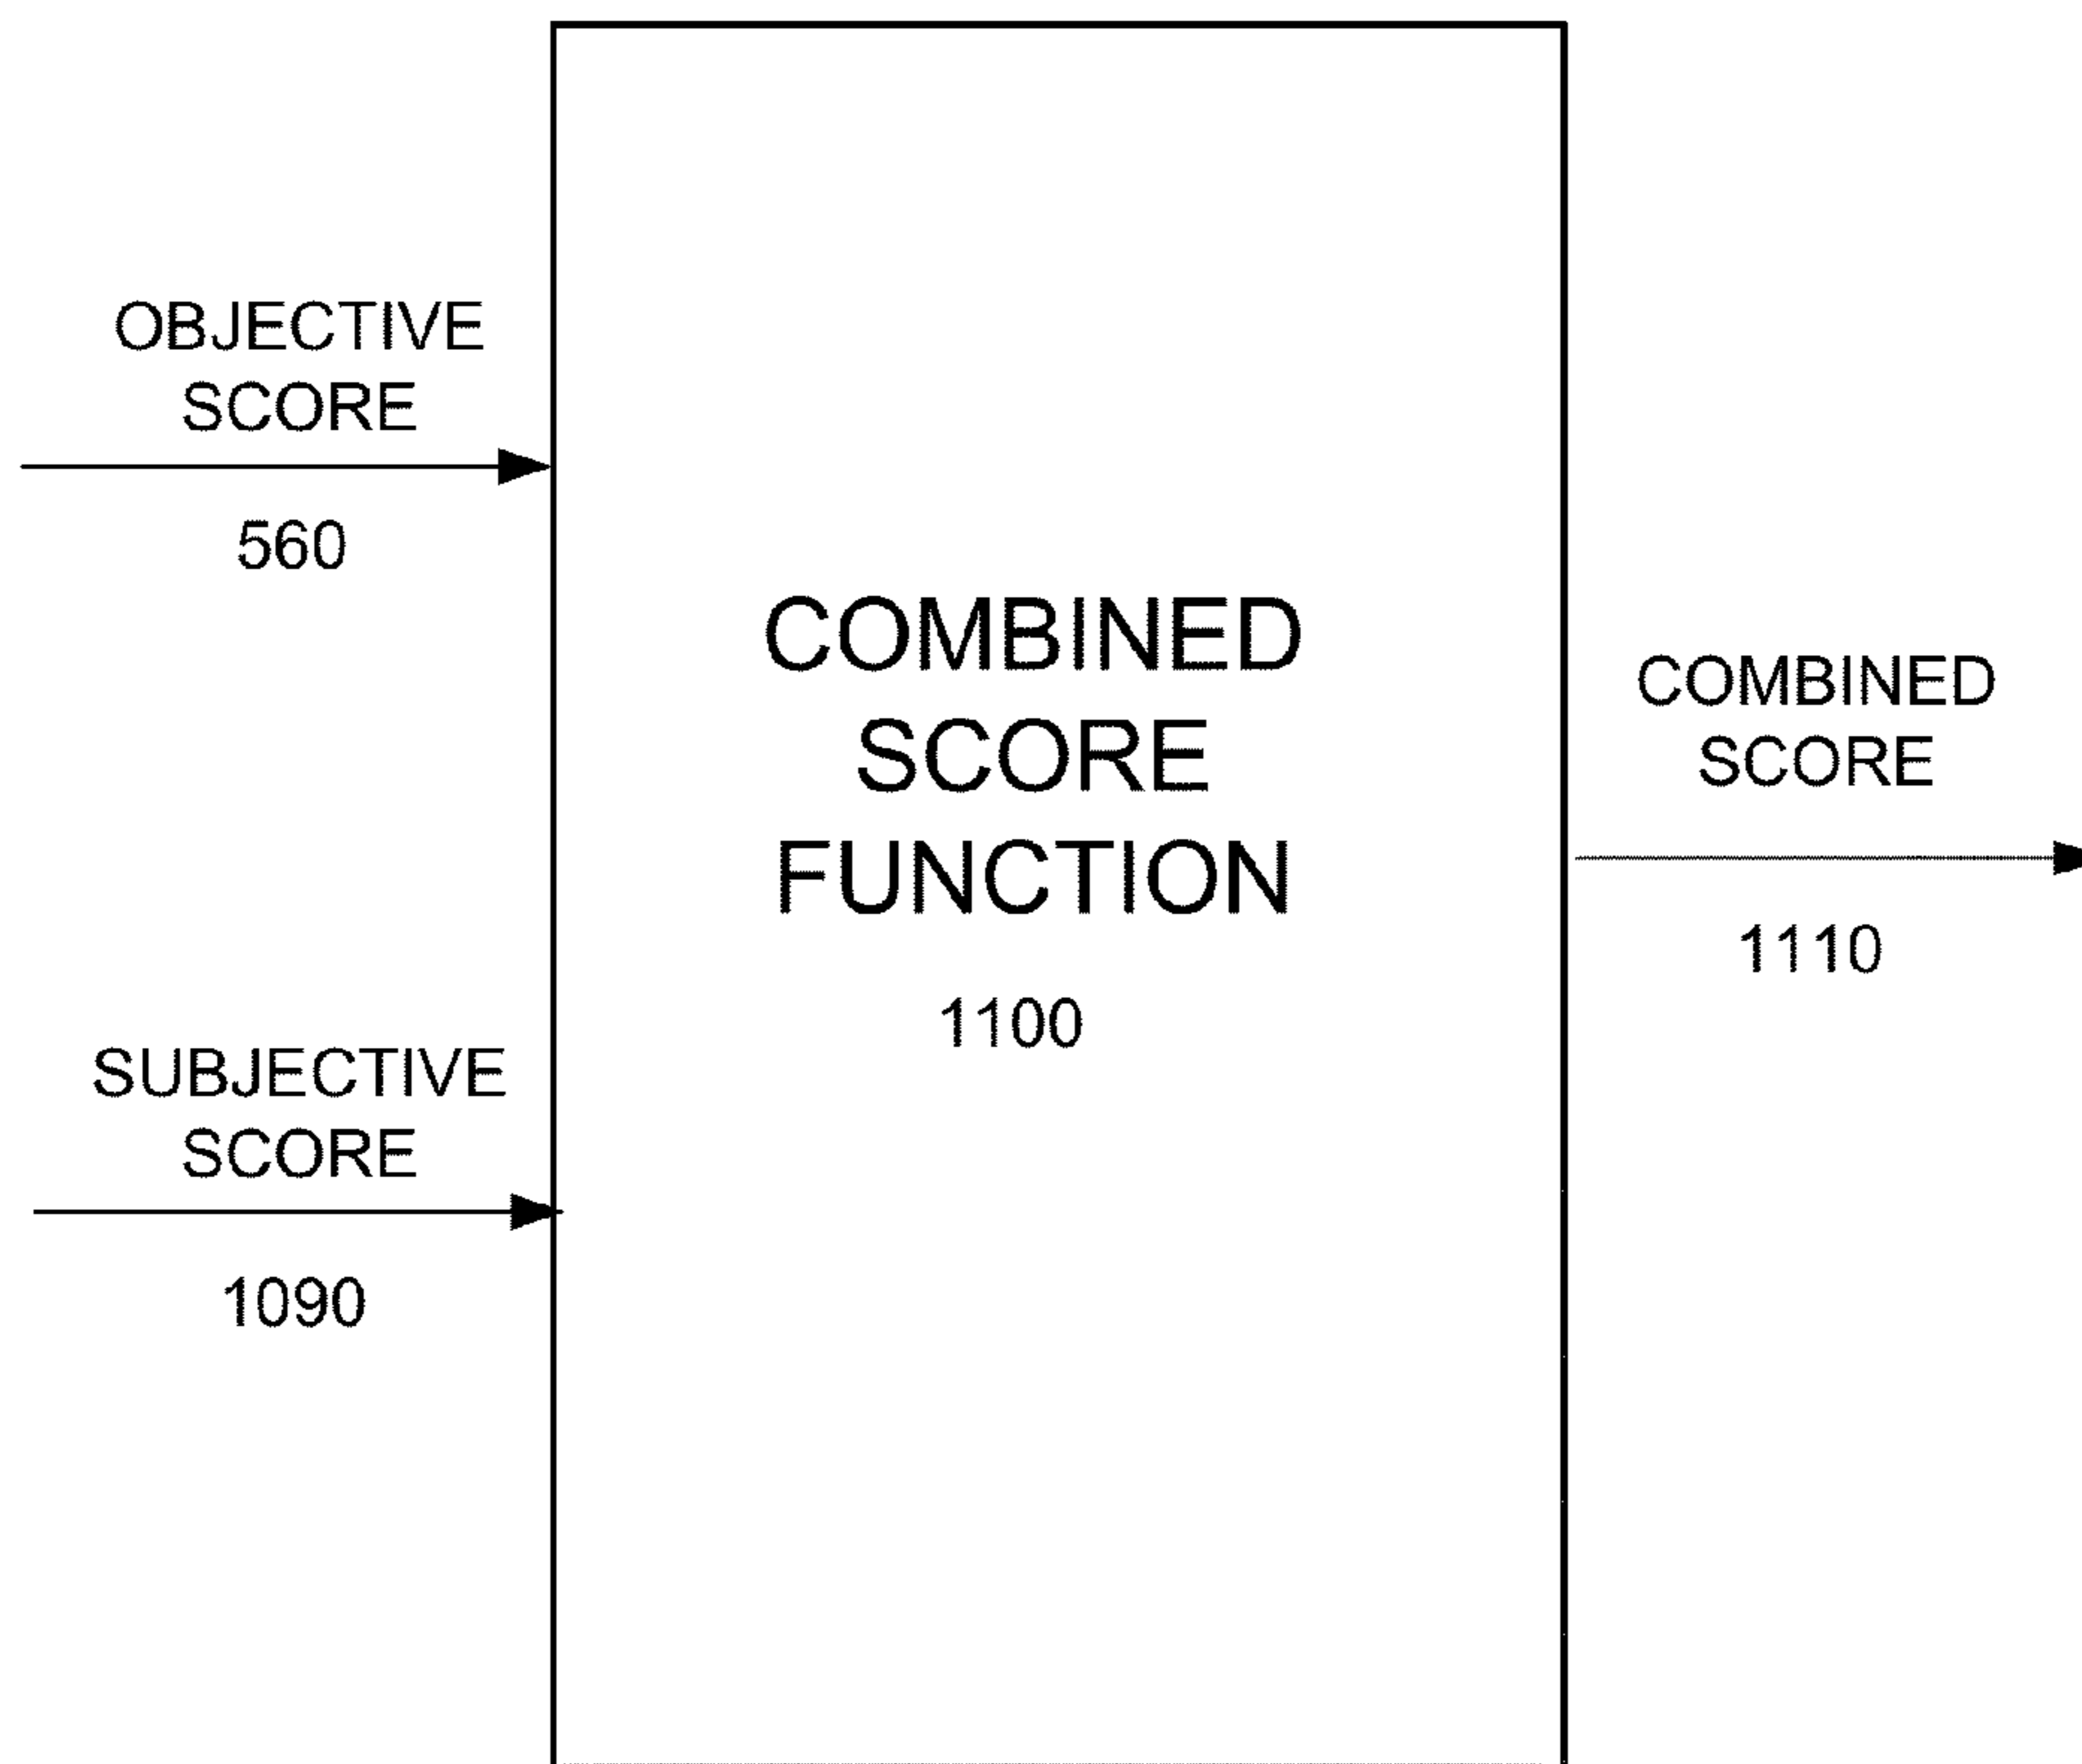 OBJECTIVE
SCORE
560
SUBJECTIVE
SCORE
1090
COMBINED
SCORE
FUNCTION
1100
COMBINED
SCORE
1110